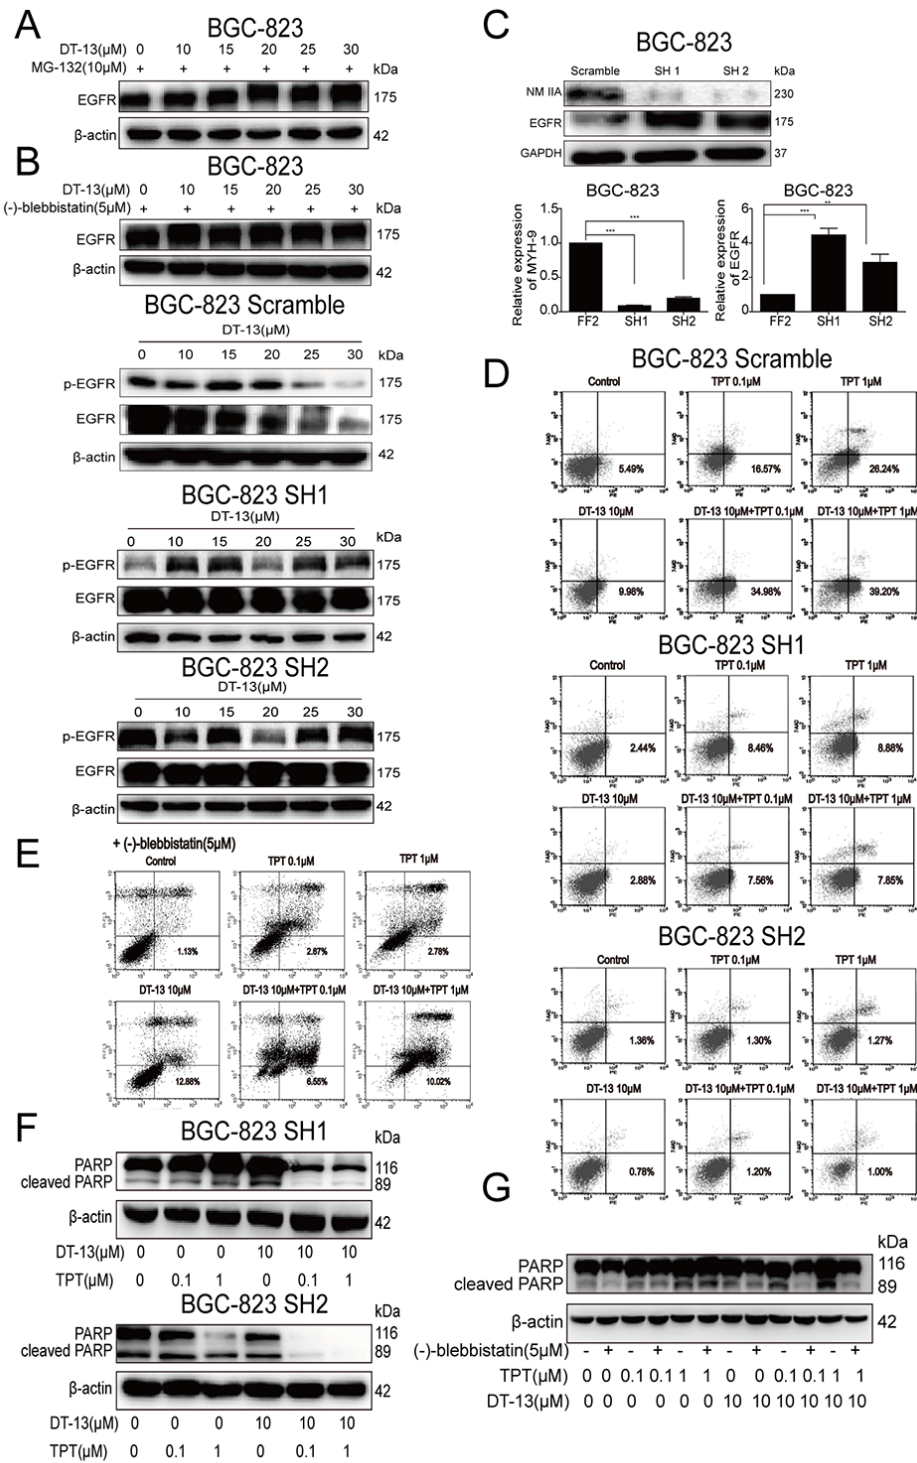 A
BGC-823
DT-13(μM) 0 10 15 20 25 30
MG-132(10μM) + + + + + + kDa
EGFR 175
β-actin 42
B
BGC-823
DT-13(μM) 0 10 15 20 25 30
(-)-blebbistatin(5μM) + + + + + + kDa
EGFR 175
β-actin 42
BGC-823 Scramble
DT-13(μM)
0 10 15 20 25 30 kDa
p-EGFR 175
EGFR 175
β-actin 42
BGC-823 SH1
DT-13(μM)
0 10 15 20 25 30 kDa
p-EGFR 175
EGFR 175
β-actin 42
BGC-823 SH2
DT-13(μM)
0 10 15 20 25 30 kDa
p-EGFR 175
EGFR 175
β-actin 42
C
BGC-823
Scramble SH 1 SH 2 kDa
NM IIA 230
EGFR 175
GAPDH 37
BGC-823
Relative expression
of MYH-9
1.5
1.0
0.5
0.0
***
***
FF2 SH1 SH2
BGC-823
Relative expression
of EGFR
6
4
2
0
**
***
FF2 SH1 SH2
D
BGC-823 Scramble
Control TPT 0.1μM TPT 1μM
5.49% 16.57% 26.24%
DT-13 10μM DT-13 10μM+TPT 0.1μM DT-13 10μM+TPT 1μM
9.98% 34.98% 39.20%
BGC-823 SH1
Control TPT 0.1μM TPT 1μM
2.44% 8.46% 8.88%
DT-13 10μM DT-13 10μM+TPT 0.1μM DT-13 10μM+TPT 1μM
2.88% 7.56% 7.85%
BGC-823 SH2
Control TPT 0.1μM TPT 1μM
1.36% 1.30% 1.27%
DT-13 10μM DT-13 10μM+TPT 0.1μM DT-13 10μM+TPT 1μM
0.78% 1.20% 1.00%
E
+ (-)-blebbistatin(5μM)
Control TPT 0.1μM TPT 1μM
1.13% 2.67% 2.78%
DT-13 10μM DT-13 10μM+TPT 0.1μM DT-13 10μM+TPT 1μM
12.88% 6.55% 10.02%
F
BGC-823 SH1
kDa
PARP 116
cleaved PARP 89
β-actin 42
DT-13(μM) 0 0 0 10 10 10
TPT(μM) 0 0.1 1 0 0.1 1
BGC-823 SH2
kDa
PARP 116
cleaved PARP 89
β-actin 42
DT-13(μM) 0 0 0 10 10 10
TPT(μM) 0 0.1 1 0 0.1 1
G
kDa
PARP 116
cleaved PARP 89
β-actin 42
(-)-blebbistatin(5μM) - + - + - + - + - + - +
TPT(μM) 0 0 0.1 0.1 1 1 0 0 0.1 0.1 1 1
DT-13(μM) 0 0 0 0 0 0 10 10 10 10 10 10